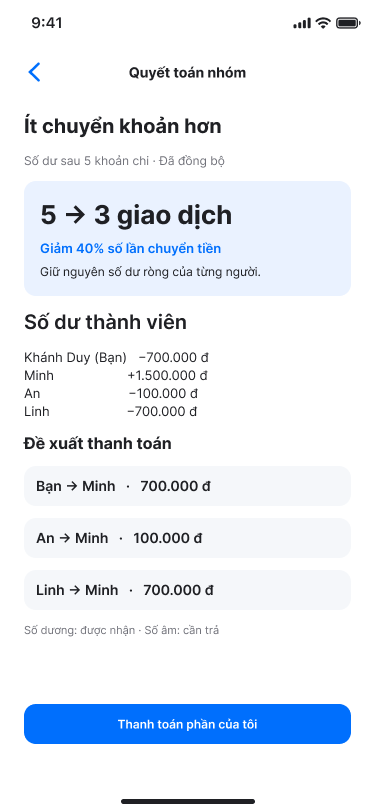 9:41
Quyết toán nhóm
Ít chuyển khoản hơn
Số dư sau 5 khoản chi · Đã đồng bộ
5 → 3 giao dịch
Giảm 40% số lần chuyển tiền
Giữ nguyên số dư ròng của từng người.
Số dư thành viên
Khánh Duy (Bạn) −700.000 đ
Minh +1.500.000 đ
An −100.000 đ
Linh −700.000 đ
Đề xuất thanh toán
Bạn → Minh · 700.000 đ
An → Minh · 100.000 đ
Linh → Minh · 700.000 đ
Số dương: được nhận · Số âm: cần trả
Thanh toán phần của tôi